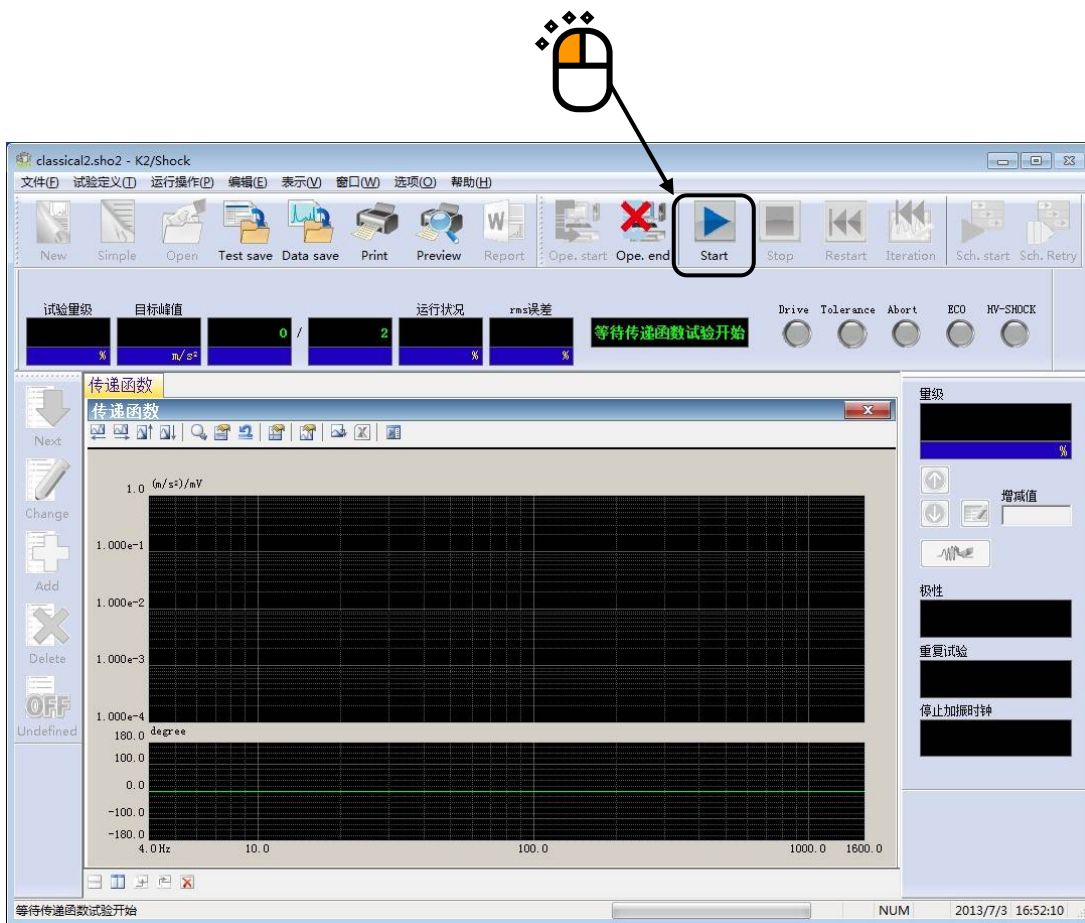 classical2.sho2 - K2/Shock
文件(F) 试验定义(T) 运行操作(P) 编辑(E) 表示(V) 窗口(W) 选项(O) 帮助(H)
W
New Simple Open Test save Data save Print Preview Report Ope. start Ope. end Start Stop Restart Iteration Sch. start Sch. Retry
试验量级 目标峰值 运行状况 rms误差
Drive Tolerance Abort ECO HV-SHOCK
0 / 2
等待传递函数试验开始
% m/s² % %
传递函数
传递函数
Next
Change
Add
Delete
OFF
Undefined
(m/s²)/mV
1.0
1.000e-1
1.000e-2
1.000e-3
1.000e-4
degree
180.0
100.0
0.0
-100.0
-180.0
4.0Hz 10.0 100.0 1000.0 1600.0
量级
%
增减值
极性
重复试验
停止加振时钟
等待传递函数试验开始 NUM 2013/7/3 16:52:10